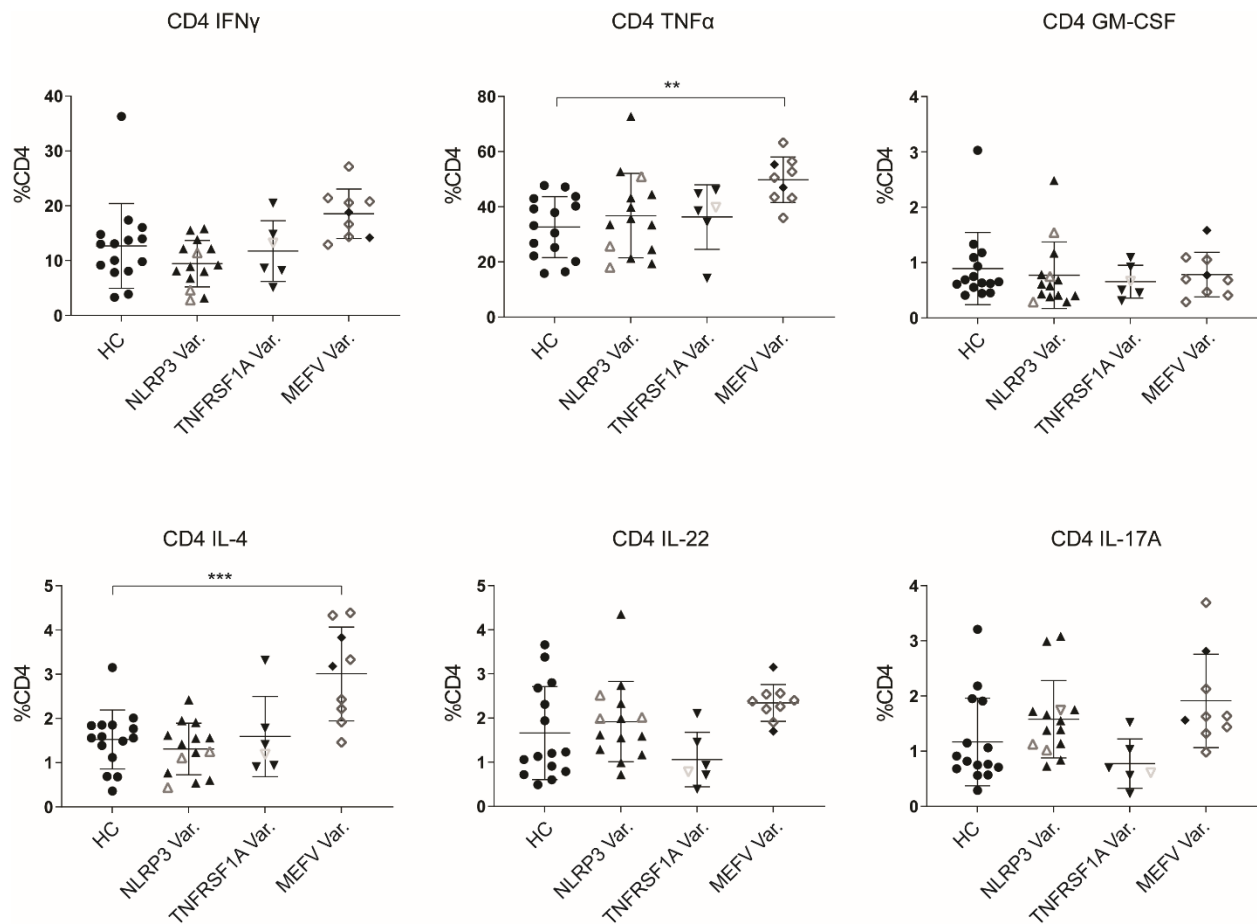 CD4 IFNγ
%CD4
40
30
20
10
0
HC
NLRP3 Var.
TNFRSF1A Var.
MEFV Var.
CD4 TNFα
**
%CD4
80
60
40
20
0
HC
NLRP3 Var.
TNFRSF1A Var.
MEFV Var.
CD4 GM-CSF
%CD4
4
3
2
1
0
HC
NLRP3 Var.
TNFRSF1A Var.
MEFV Var.
CD4 IL-4
***
%CD4
5
4
3
2
1
0
HC
NLRP3 Var.
TNFRSF1A Var.
MEFV Var.
CD4 IL-22
%CD4
5
4
3
2
1
0
HC
NLRP3 Var.
TNFRSF1A Var.
MEFV Var.
CD4 IL-17A
%CD4
5
4
3
2
1
0
HC
NLRP3 Var.
TNFRSF1A Var.
MEFV Var.